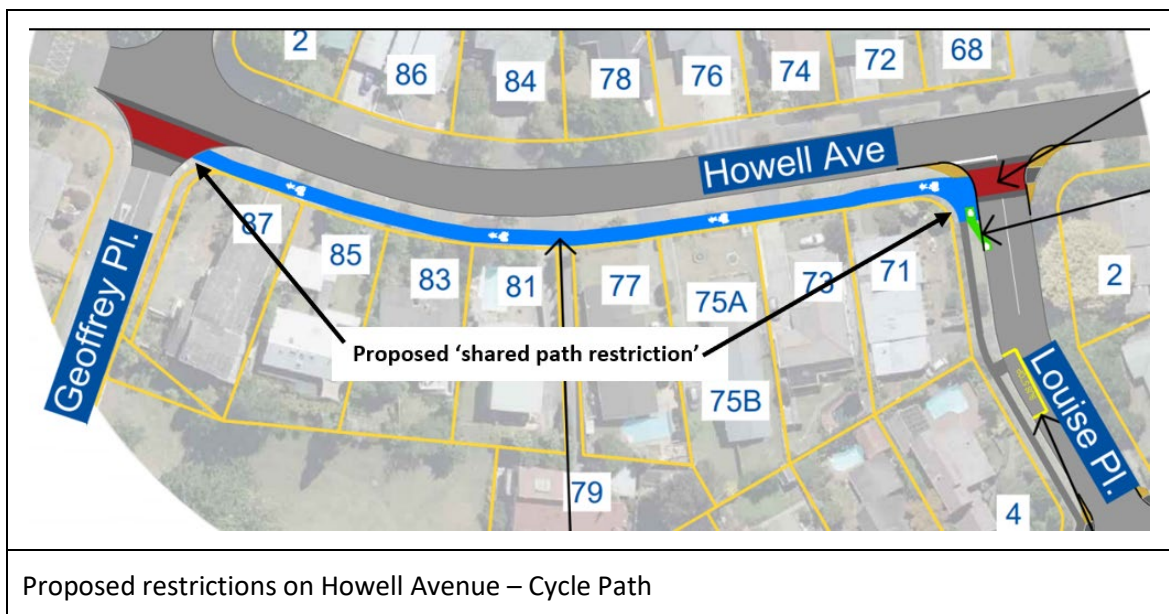 2
86
84
78
76
74
72
68
Howell Ave
87
85
83
81
77
75A
73
71
2
Geoffrey Pl.
Proposed ‘shared path restriction’
75B
Louise Pl.
79
4
Proposed restrictions on Howell Avenue – Cycle Path